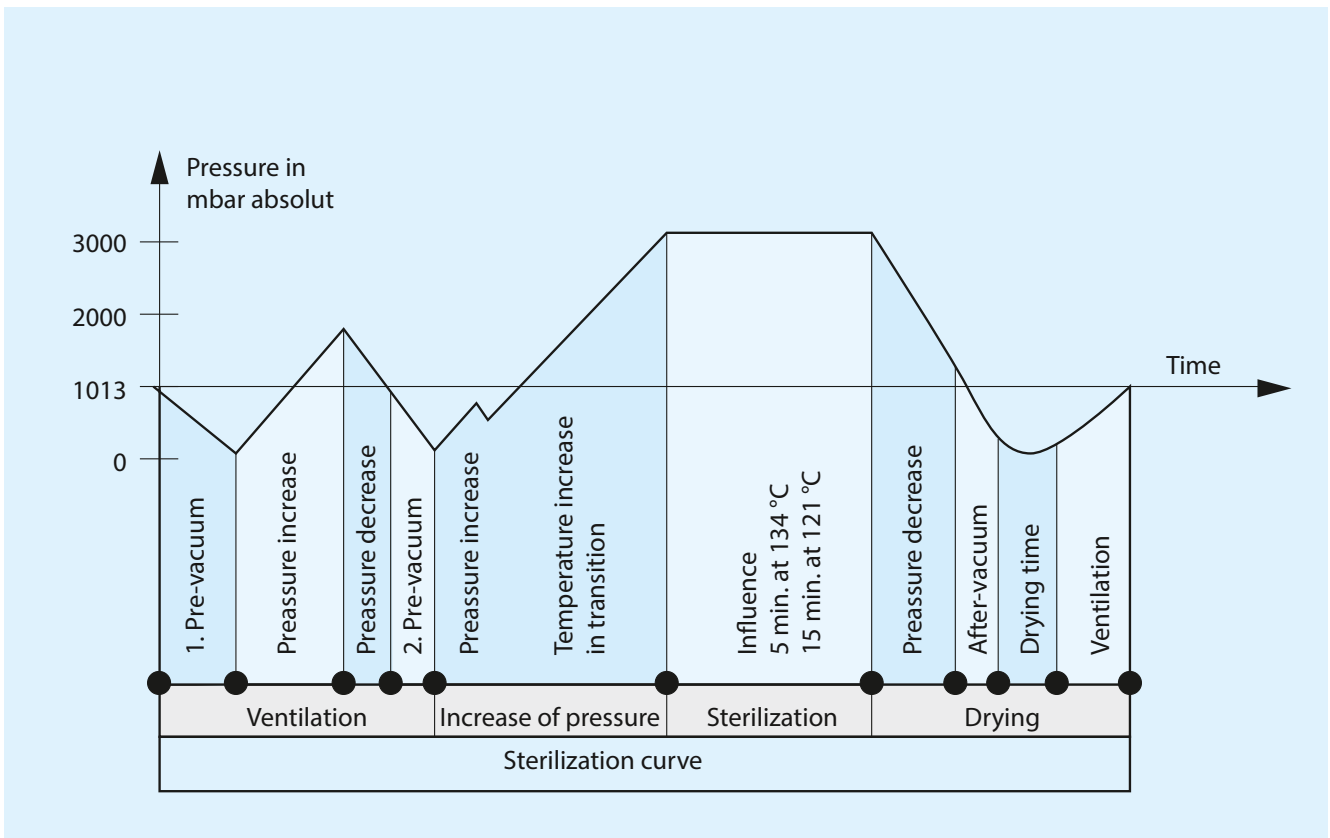 Pressure in
mbar absolut
3000
2000
1013
0
Time
1. Pre-vacuum
Preassure increase
Preassure decrease
2. Pre-vacuum
Preassure increase
Temperature increase
in transition
Influence
5 min. at 134 °C
15 min. at 121 °C
Preassure decrease
After-vacuum
Drying time
Ventilation
Ventilation
Increase of pressure
Sterilization
Drying
Sterilization curve